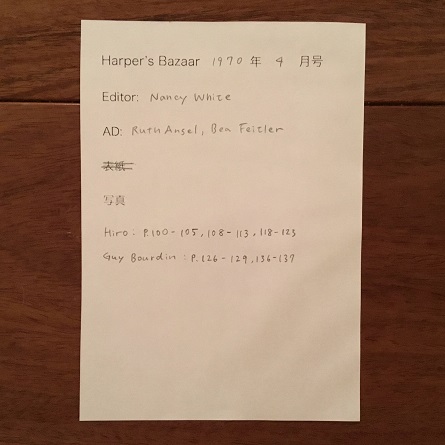 Harper's Bazaar 1970 年 4 月号
Editor: Nancy White
AD: Ruth Ansel, Bea Feitler
表紙:
写真
Hiro: P.100-105, 108-113, 118-123
Guy Bourdin: P.126-129, 136-137